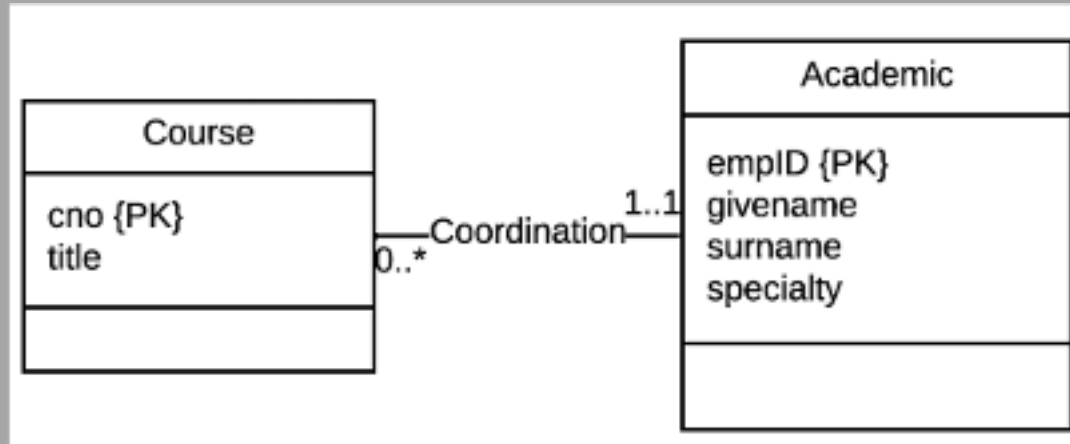 Course
cno {PK}
title
0..*
Coordination
1..1
Academic
empID {PK}
givename
surname
specialty